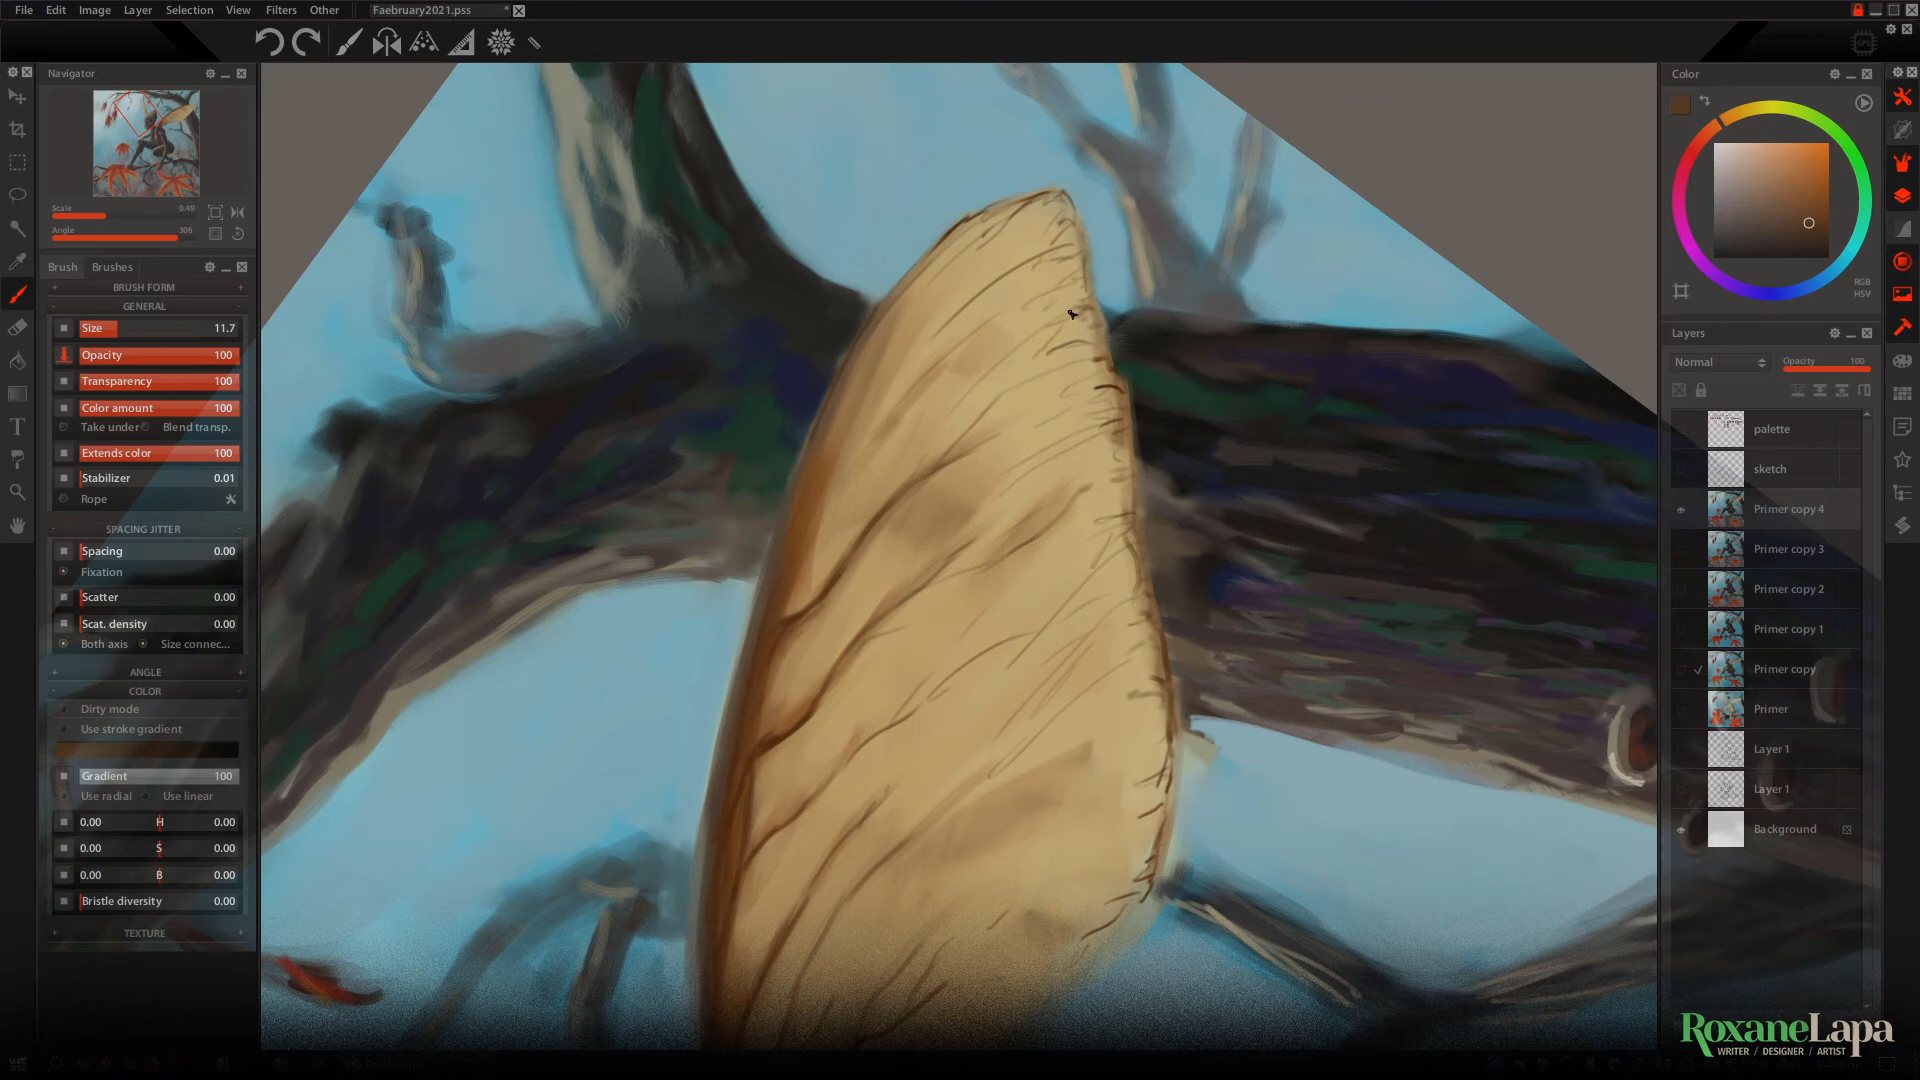 File Edit Image Layer Selection View Filters Other Faebruary2021.pss *
Navigator
Scale 0.49
Angle 306
Brush Brushes
BRUSH FORM
GENERAL
Size 11.7
Opacity 100
Transparency 100
Color amount 100
Take under Blend transp.
Extends color 100
Stabilizer 0.01
Rope
SPACING JITTER
Spacing 0.00
Fixation
Scatter 0.00
Scat. density 0.00
Both axis Size connec...
ANGLE
COLOR
Dirty mode
Use stroke gradient
Gradient 100
Use radial Use linear
0.00 H 0.00
0.00 S 0.00
0.00 B 0.00
Bristle diversity 0.00
TEXTURE
Color
RGB
HSV
Layers
Normal Opacity 100
palette
sketch
Primer copy 4
Primer copy 3
Primer copy 2
Primer copy 1
Primer copy
Primer
Layer 1
Layer 1
Background
GPU
RoxaneLapa
WRITER / DESIGNER / ARTIST